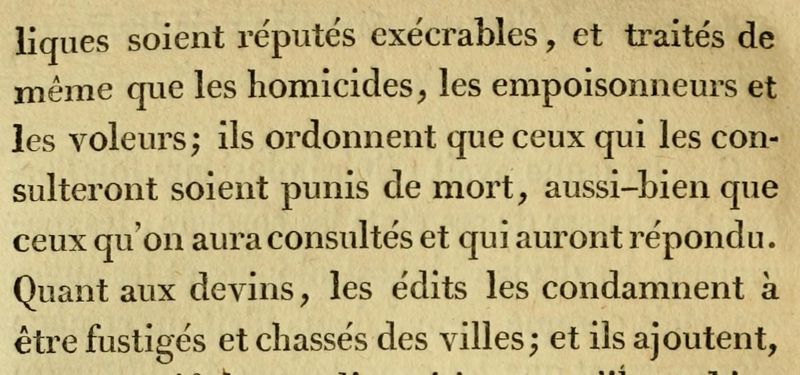 liques soient réputés exécrables, et traités de
même que les homicides, les empoisonneurs et
les voleurs; ils ordonnent que ceux qui les con-
sulteront soient punis de mort, aussi-bien que
ceux qu'on aura consultés et qui auront répondu.
Quant aux devins, les édits les condamnent à
être fustigés et chassés des villes; et ils ajoutent,